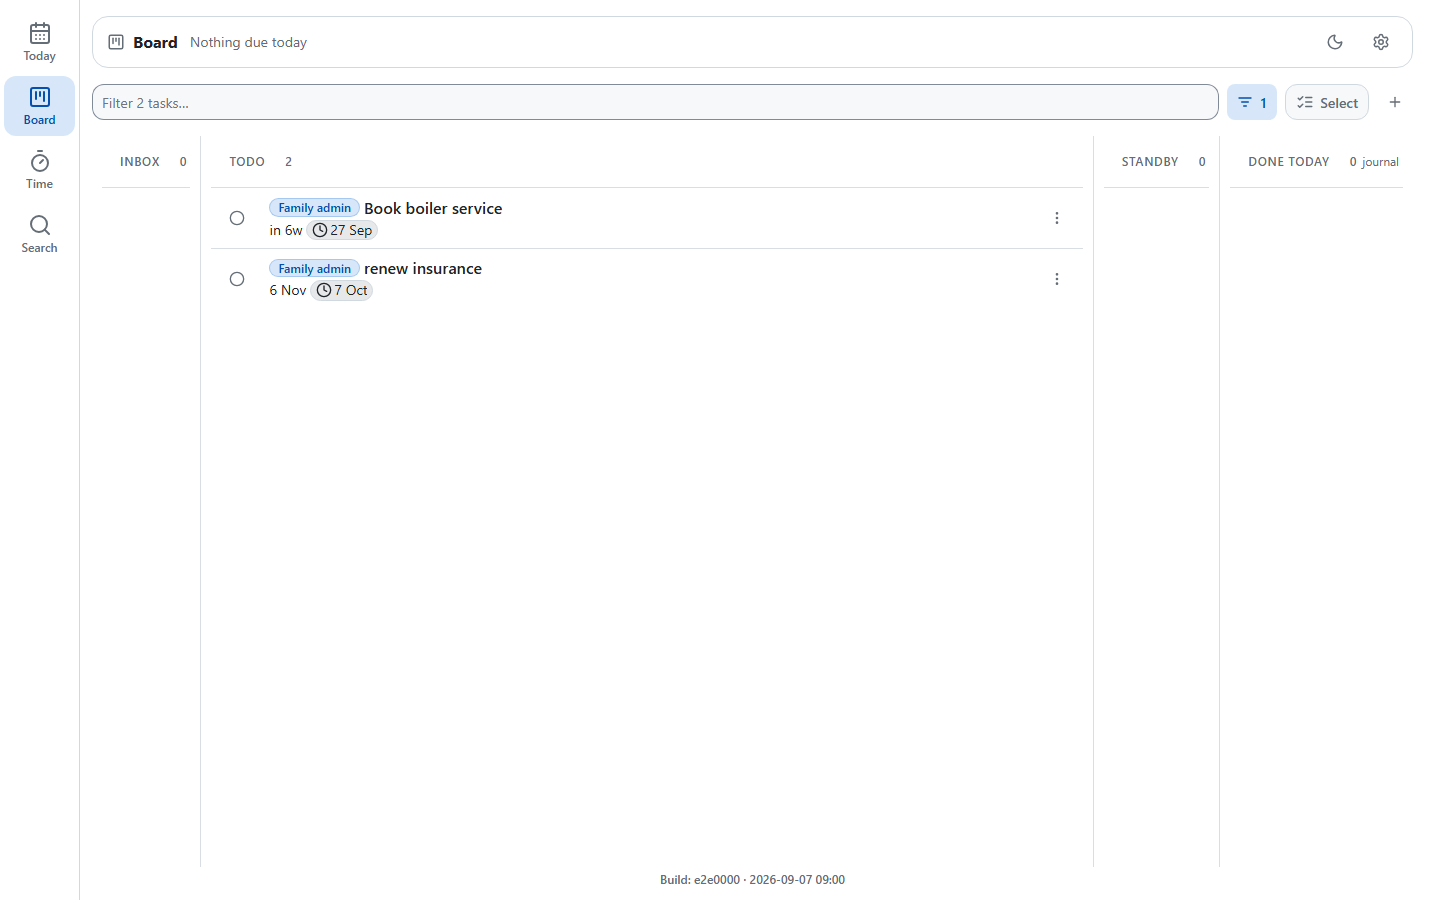 Today
Board
Time
Search
Board Nothing due today
Filter 2 tasks...
1
Select
INBOX 0
TODO 2
Family admin Book boiler service
in 6w 27 Sep
Family admin renew insurance
6 Nov 7 Oct
STANDBY 0
DONE TODAY 0 journal
Build: e2e0000 · 2026-09-07 09:00